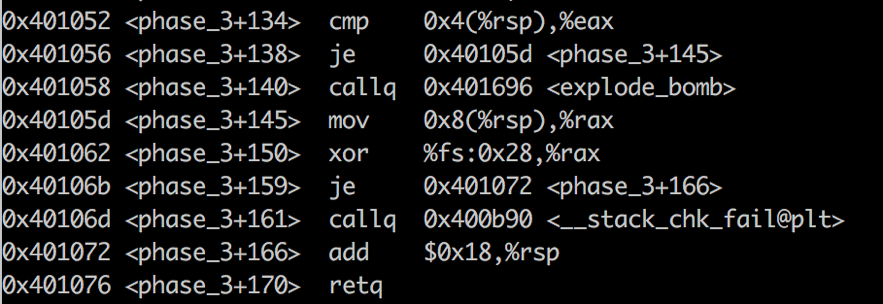 0x401052 <phase_3+134> cmp 0x4(%rsp),%eax
0x401056 <phase_3+138> je 0x40105d <phase_3+145>
0x401058 <phase_3+140> callq 0x401696 <explode_bomb>
0x40105d <phase_3+145> mov 0x8(%rsp),%rax
0x401062 <phase_3+150> xor %fs:0x28,%rax
0x40106b <phase_3+159> je 0x401072 <phase_3+166>
0x40106d <phase_3+161> callq 0x400b90 <__stack_chk_fail@plt>
0x401072 <phase_3+166> add $0x18,%rsp
0x401076 <phase_3+170> retq